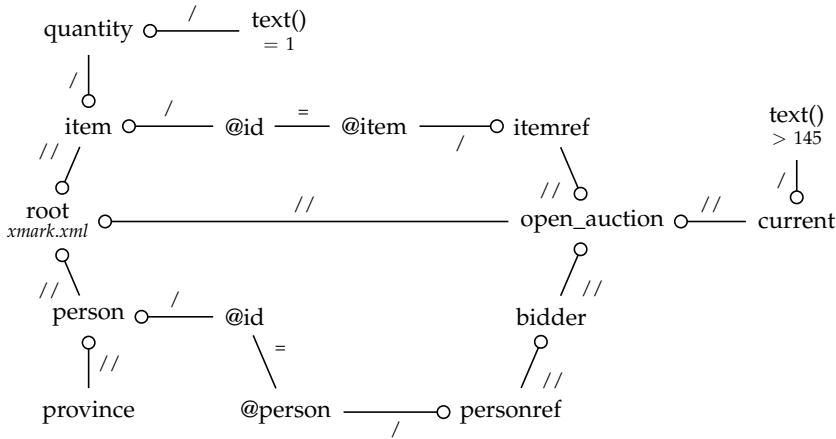 /
quantity text()
= 1
/
/ =
item @id @item itemref text()
> 145
//
/
// /
//
root
xmark.xml
open_auction // current
//
/
person @id bidder
//
=
//
//
province @person personref
/